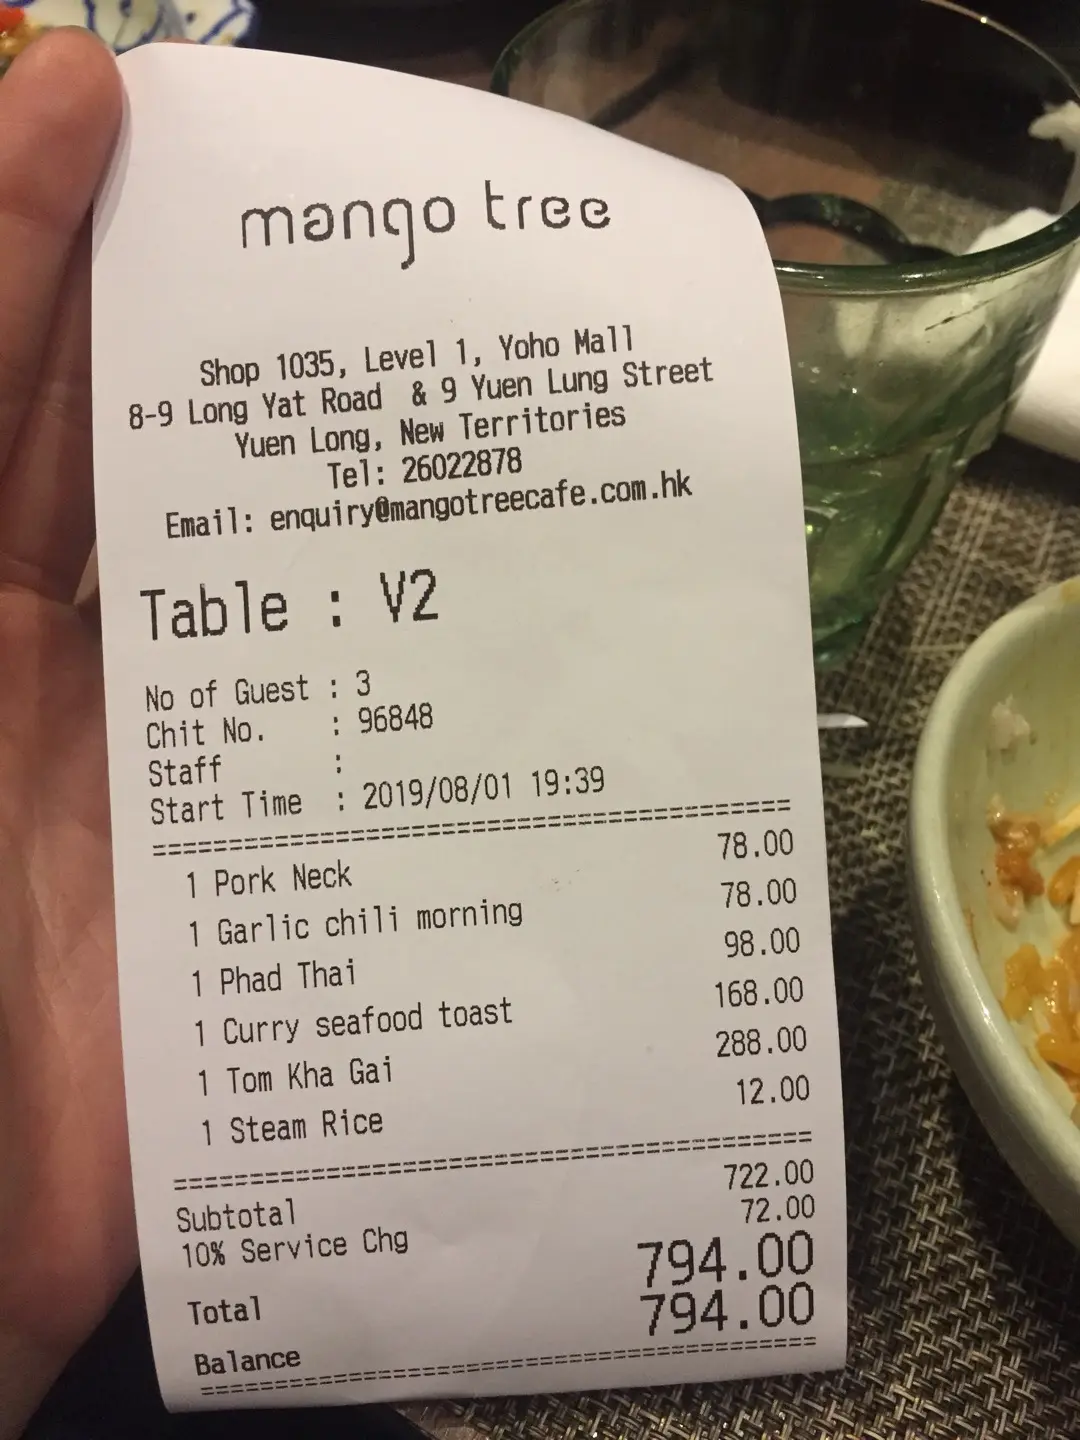 mango tree
Shop 1035, Level 1, Yoho Mall
8-9 Long Yat Road & 9 Yuen Lung Street
Yuen Long, New Territories
Tel: 26022878
Email: enquiry@mangotreecafe.com.hk
Table : V2
No of Guest : 3
Chit No. : 96848
Staff :
Start Time : 2019/08/01 19:39
1 Pork Neck 78.00
1 Garlic chili morning 78.00
1 Phad Thai 98.00
1 Curry seafood toast 168.00
1 Tom Kha Gai 288.00
1 Steam Rice 12.00
Subtotal 722.00
10% Service Chg 72.00
Total 794.00
Balance 794.00